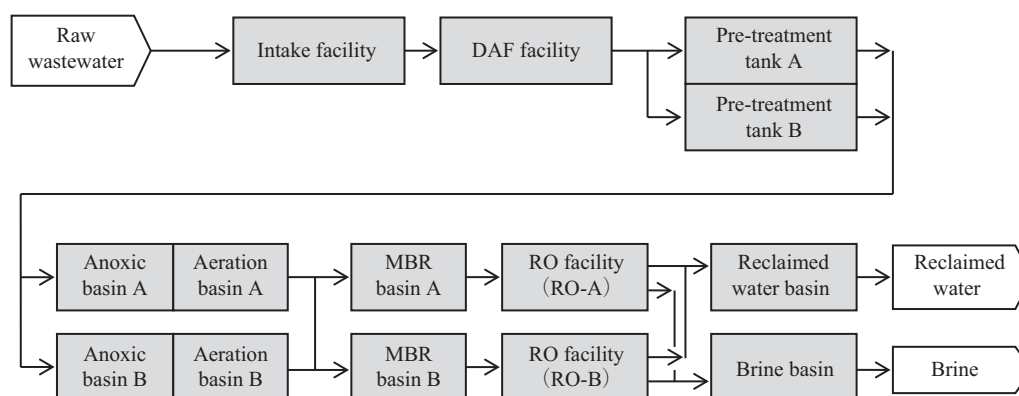 Raw
wastewater
Intake facility
DAF facility
Pre-treatment
tank A
Pre-treatment
tank B
Anoxic
basin A
Aeration
basin A
MBR
basin A
RO facility
(RO-A)
Reclaimed
water basin
Reclaimed
water
Anoxic
basin B
Aeration
basin B
MBR
basin B
RO facility
(RO-B)
Brine basin
Brine